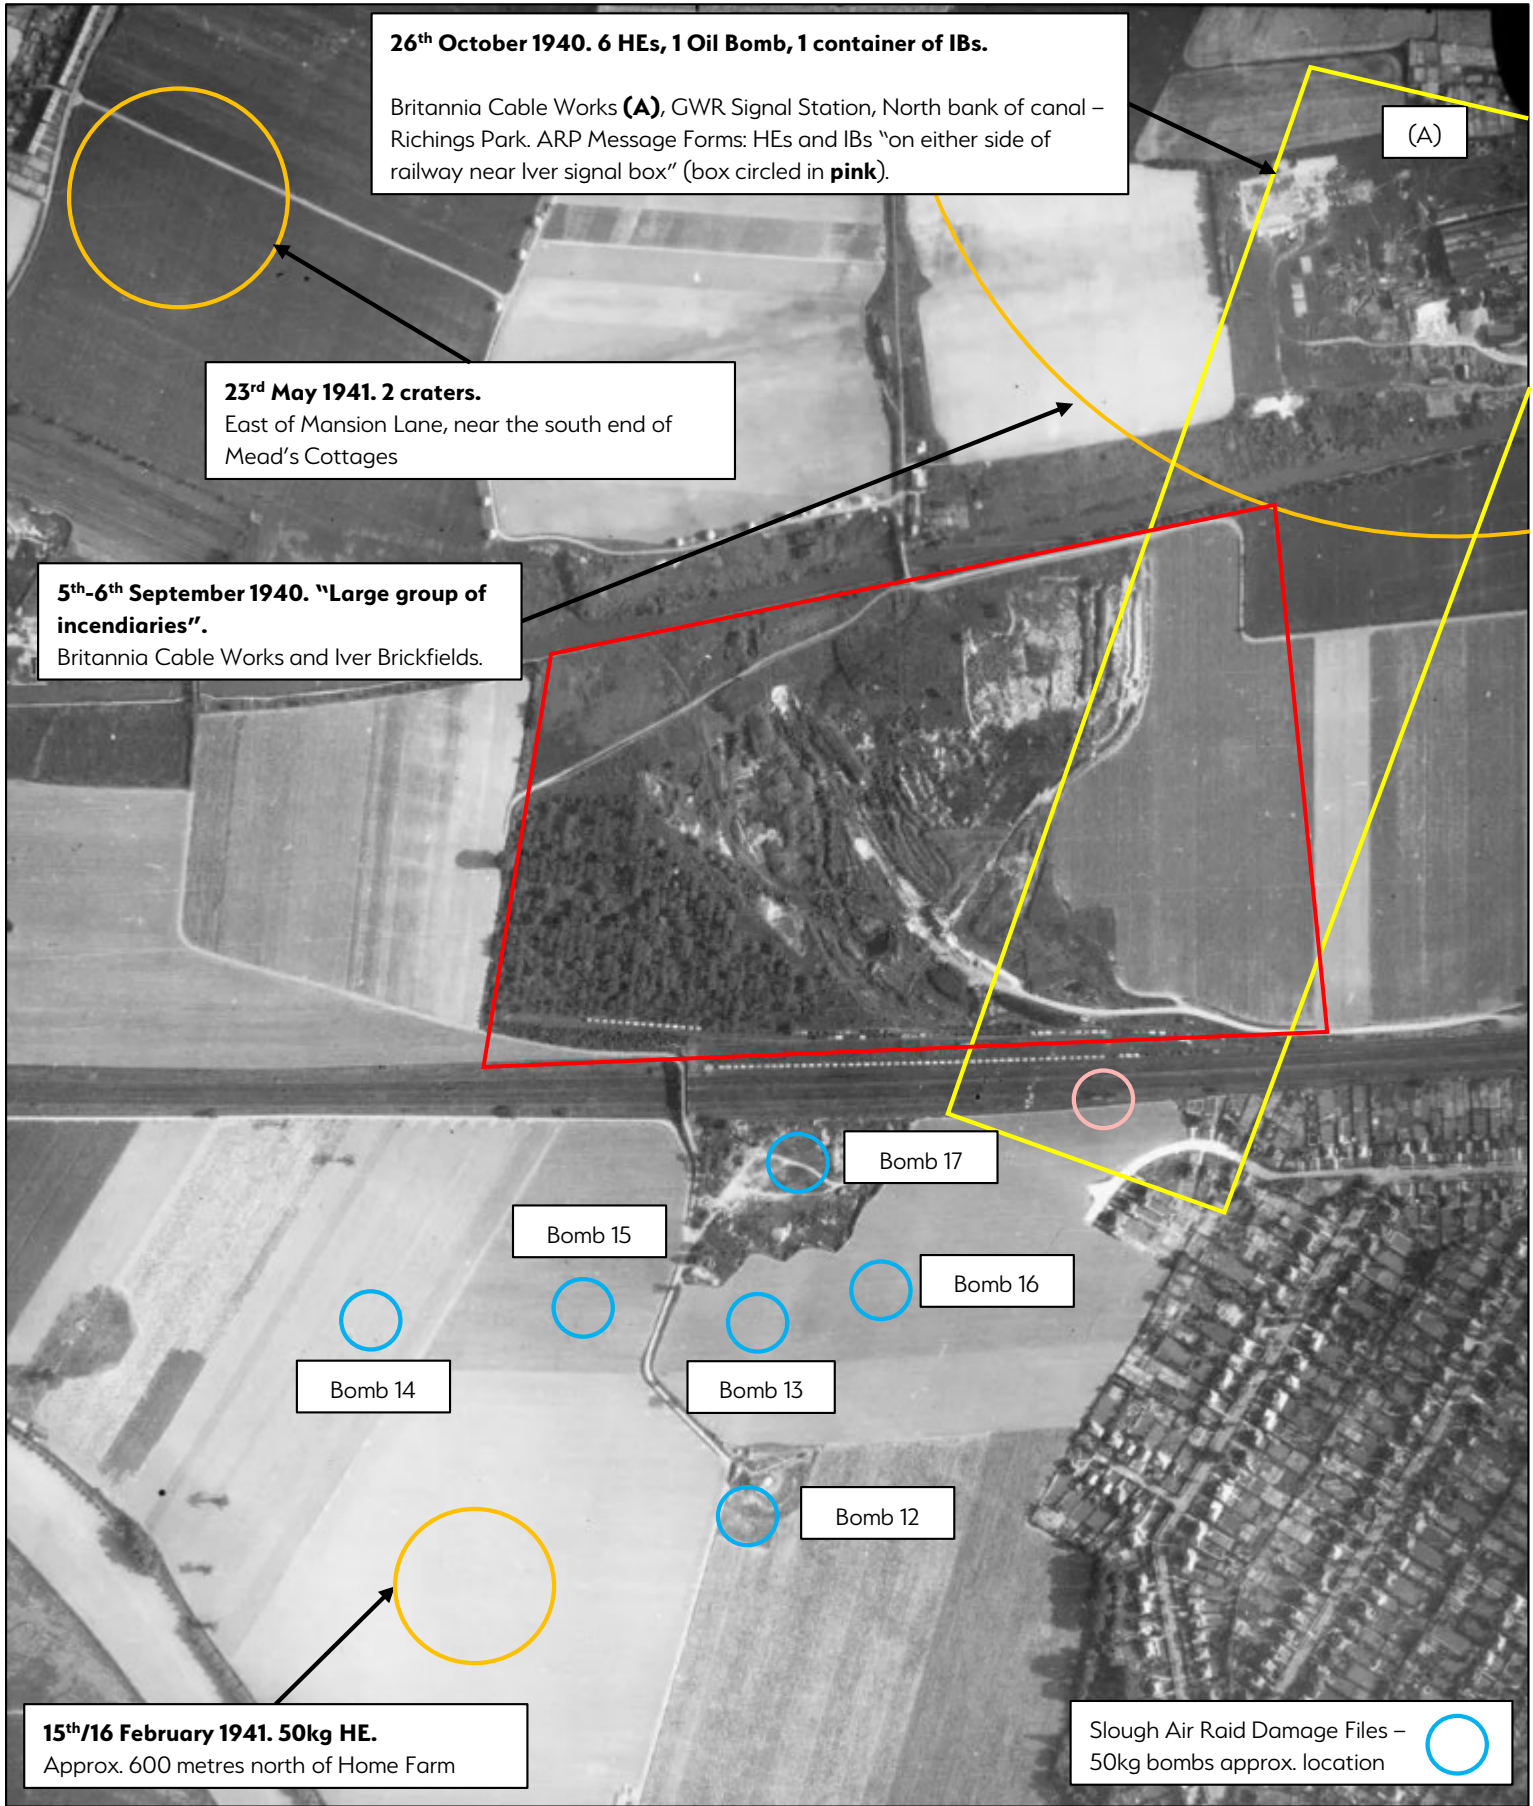 26th October 1940. 6 HEs, 1 Oil Bomb, 1 container of IBs.
Britannia Cable Works (A), GWR Signal Station, North bank of canal –
Richings Park. ARP Message Forms: HEs and IBs “on either side of
railway near Iver signal box” (box circled in pink).
(A)
23rd May 1941. 2 craters.
East of Mansion Lane, near the south end of
Mead’s Cottages
5th-6th September 1940. “Large group of
incendiaries”.
Britannia Cable Works and Iver Brickfields.
Bomb 17
Bomb 15
Bomb 16
Bomb 14
Bomb 13
Bomb 12
15th/16 February 1941. 50kg HE.
Approx. 600 metres north of Home Farm
Slough Air Raid Damage Files –
50kg bombs approx. location